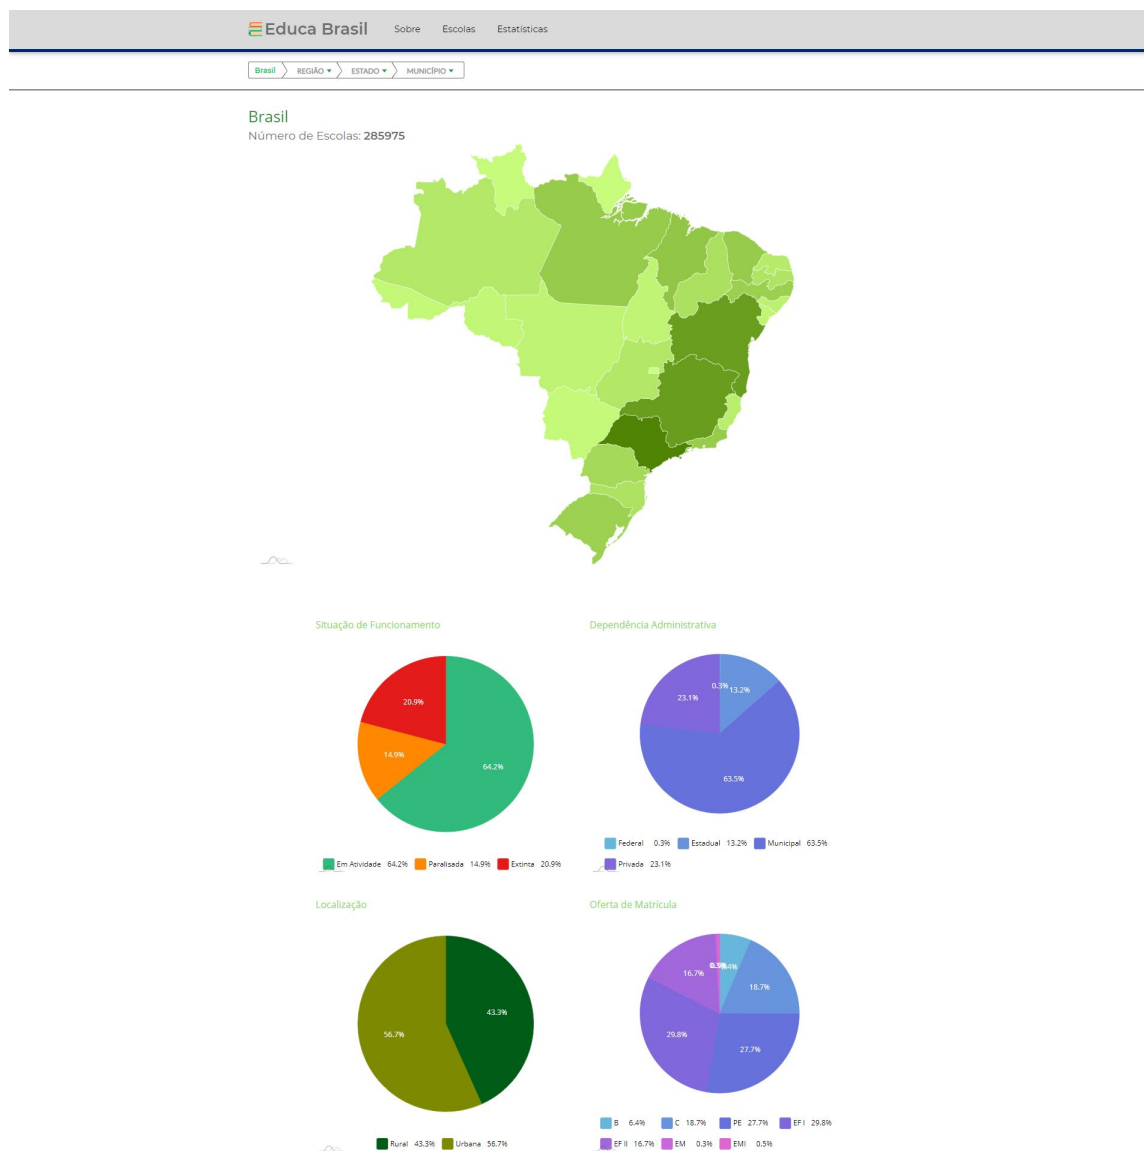 Educa Brasil Sobre Escolas Estatísticas
Brasil REGIÃO ▾ ESTADO ▾ MUNICÍPIO ▾
Brasil
Número de Escolas: 285975
Situação de Funcionamento
20.9%
14.9%
64.2%
Em Atividade 64.2% Paralisada 14.9% Extinta 20.9%
Dependência Administrativa
0.3%
13.2%
23.1%
63.5%
Federal 0.3% Estadual 13.2% Municipal 63.5%
Privada 23.1%
Localização
43.3%
56.7%
Rural 43.3% Urbana 56.7%
Oferta de Matrícula
16.7%
18.7%
29.8%
27.7%
B 6.4% C 18.7% PE 27.7% EF I 29.8%
EF II 16.7% EM 0.3% EMI 0.5%